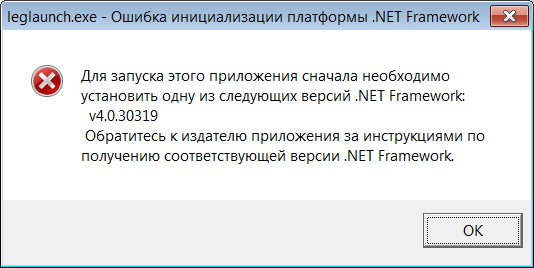 leglaunch.exe - Ошибка инициализации платформы .NET Framework
Для запуска этого приложения сначала необходимо
установить одну из следующих версий .NET Framework:
v4.0.30319
Обратитесь к издателю приложения за инструкциями по
получению соответствующей версии .NET Framework.
OK